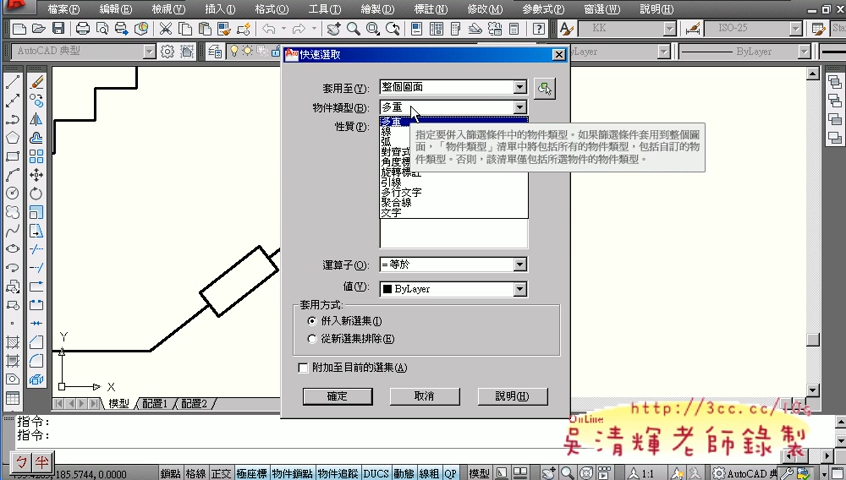 檔案(F) 編輯(E) 檢視(V) 插入(I) 格式(O) 工具(T) 繪製(D) 標註(N) 修改(M) 參數式(P) 窗選(W) 說明(H)
KK ISO-25
AutoCAD 典型 ByLayer ByLayer
快速選取
套用至(Y): 整個圖面
物件類型(B): 多重
性質(P):
多重
線
弧
對齊式
角度標
旋轉標註
引線
多行文字
聚合線
文字
指定要併入篩選條件中的物件類型。如果篩選條件套用到整個圖
面，「物件類型」清單中將包括所有的物件類型，包括自訂的物
件類型。否則，該清單僅包括所選物件的物件類型。
運算子(O): = 等於
值(V): ByLayer
套用方式:
併入新選集(I)
從新選集排除(E)
附加至目前的選集(A)
確定 取消 說明(H)
Y
X
模型 配置1 配置2
指令:
指令:
OnLine http://3cc.cc/10g
吳清輝老師錄製
ㄅ 半
185.5744, 0.0000 鎖點 格線 正交 極座標 物件鎖點 物件追蹤 DUCS 動態 線粗 QP 模型 1:1 AutoCAD 典型